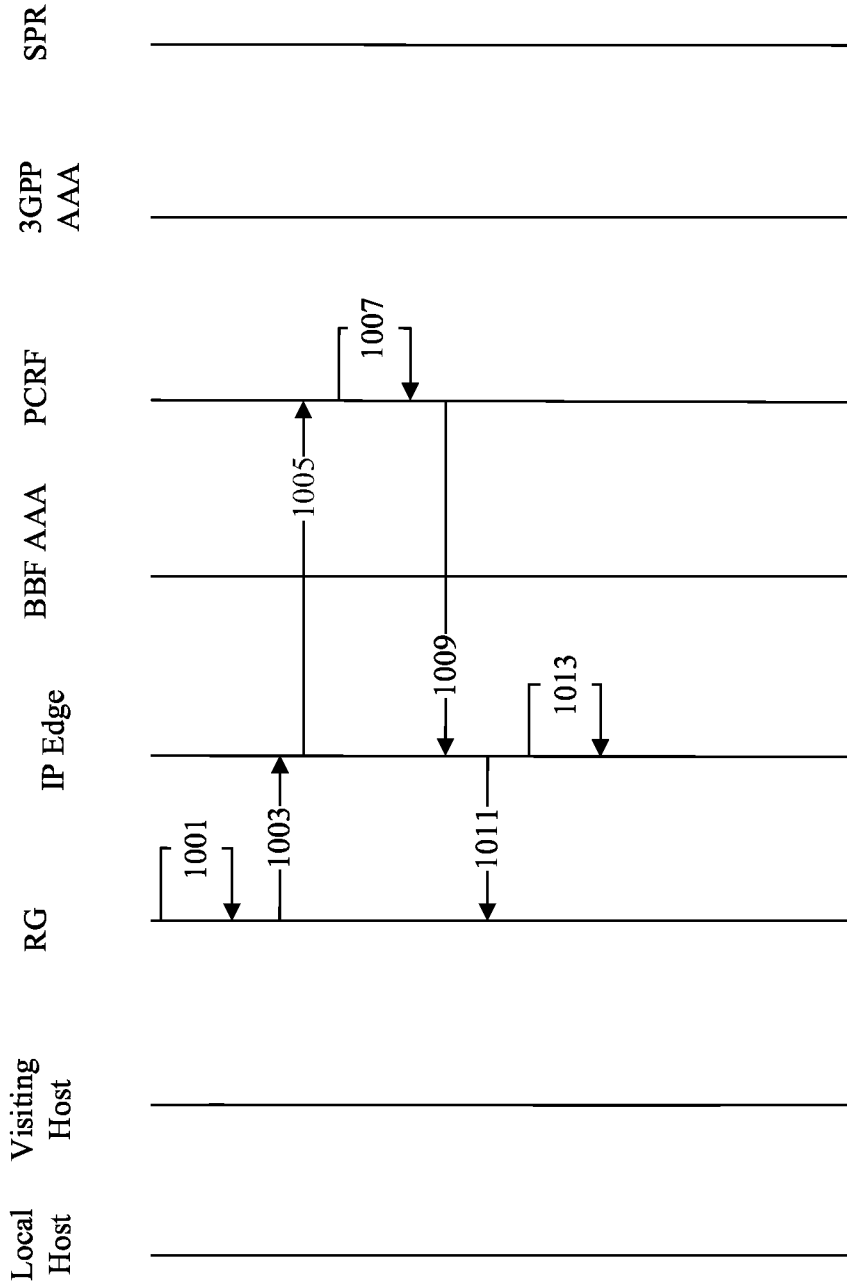 Local
Host
Visiting
Host
RG
IP Edge
BBF AAA
PCRF
3GPP
AAA
SPR
1001
1003
1005
1007
1009
1011
1013